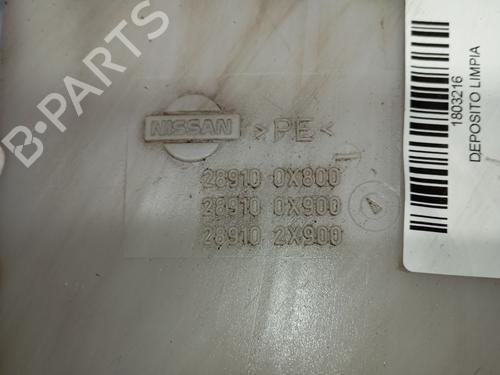 B-PARTS
NISSAN
>PE<
28910 0X800
28910 0X900
28910 2X900
1803216
DEPOSITO LIMPIA